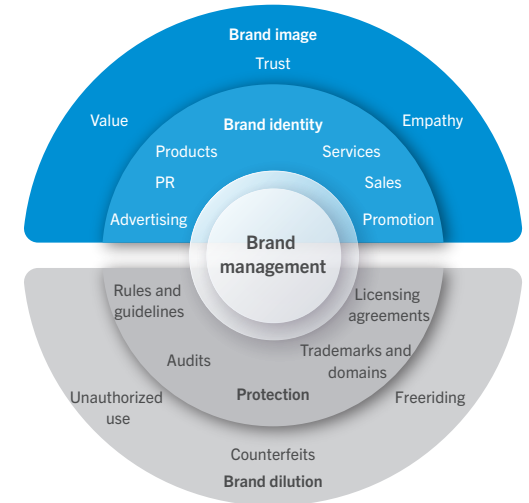 Brand image
Trust
Value
Empathy
Brand identity
Products
Services
PR
Sales
Advertising
Promotion
Brand
management
Rules and
guidelines
Licensing
agreements
Audits
Trademarks and
domains
Protection
Unauthorized
use
Freeriding
Counterfeits
Brand dilution